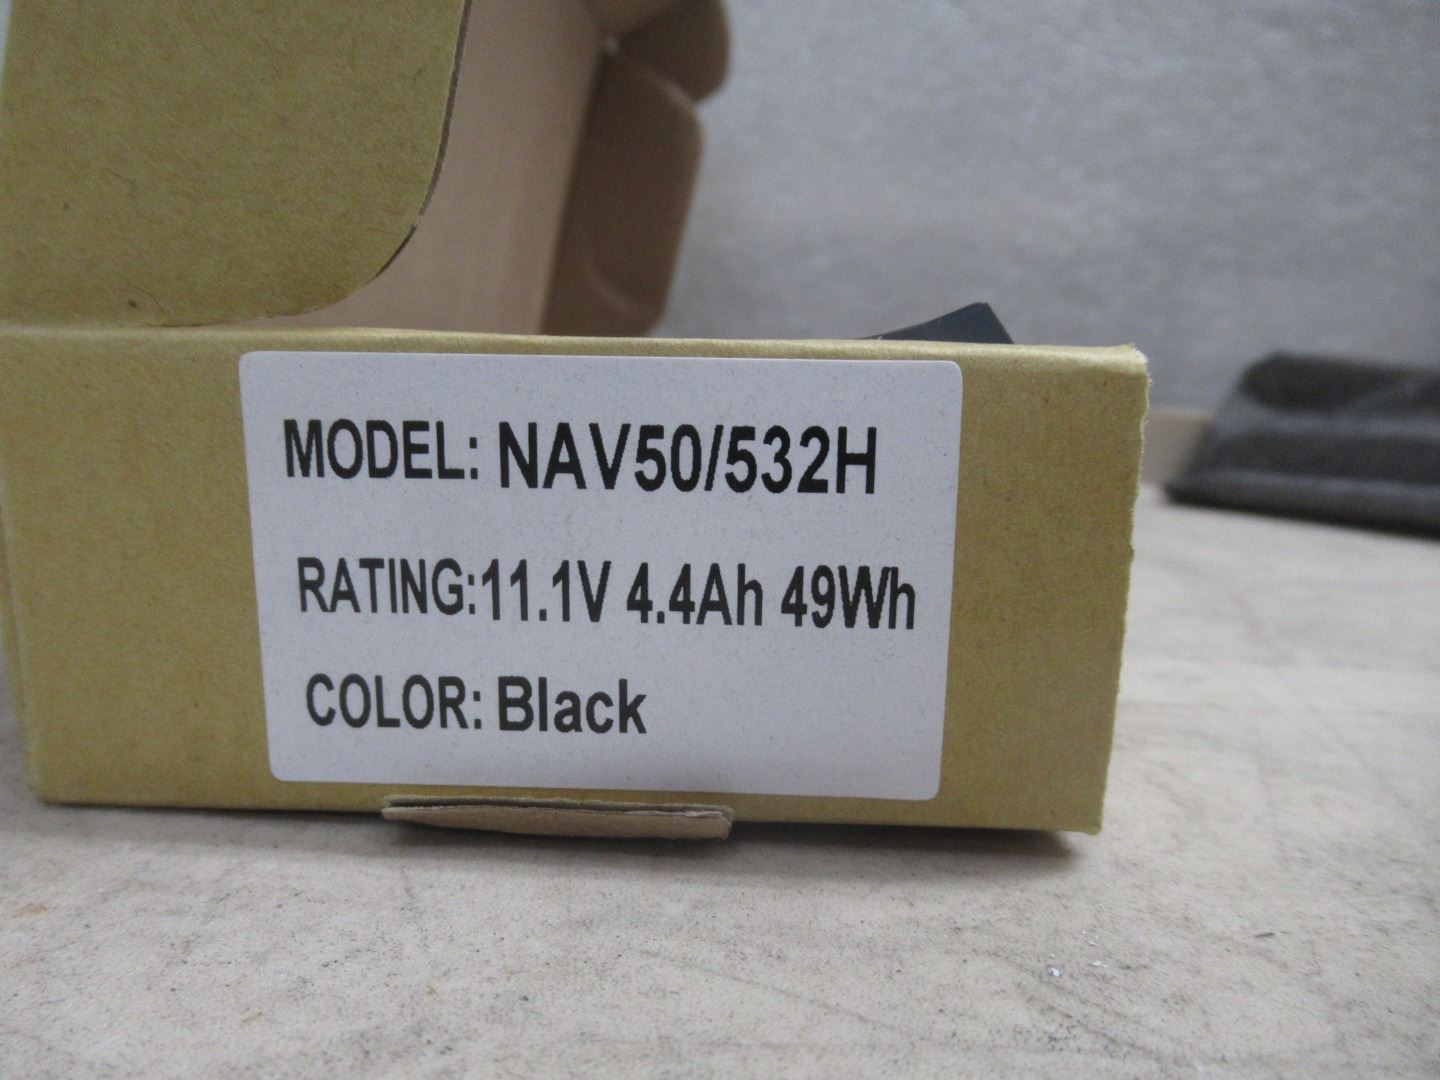 MODEL: NAV50/532H
RATING:11.1V 4.4Ah 49Wh
COLOR: Black